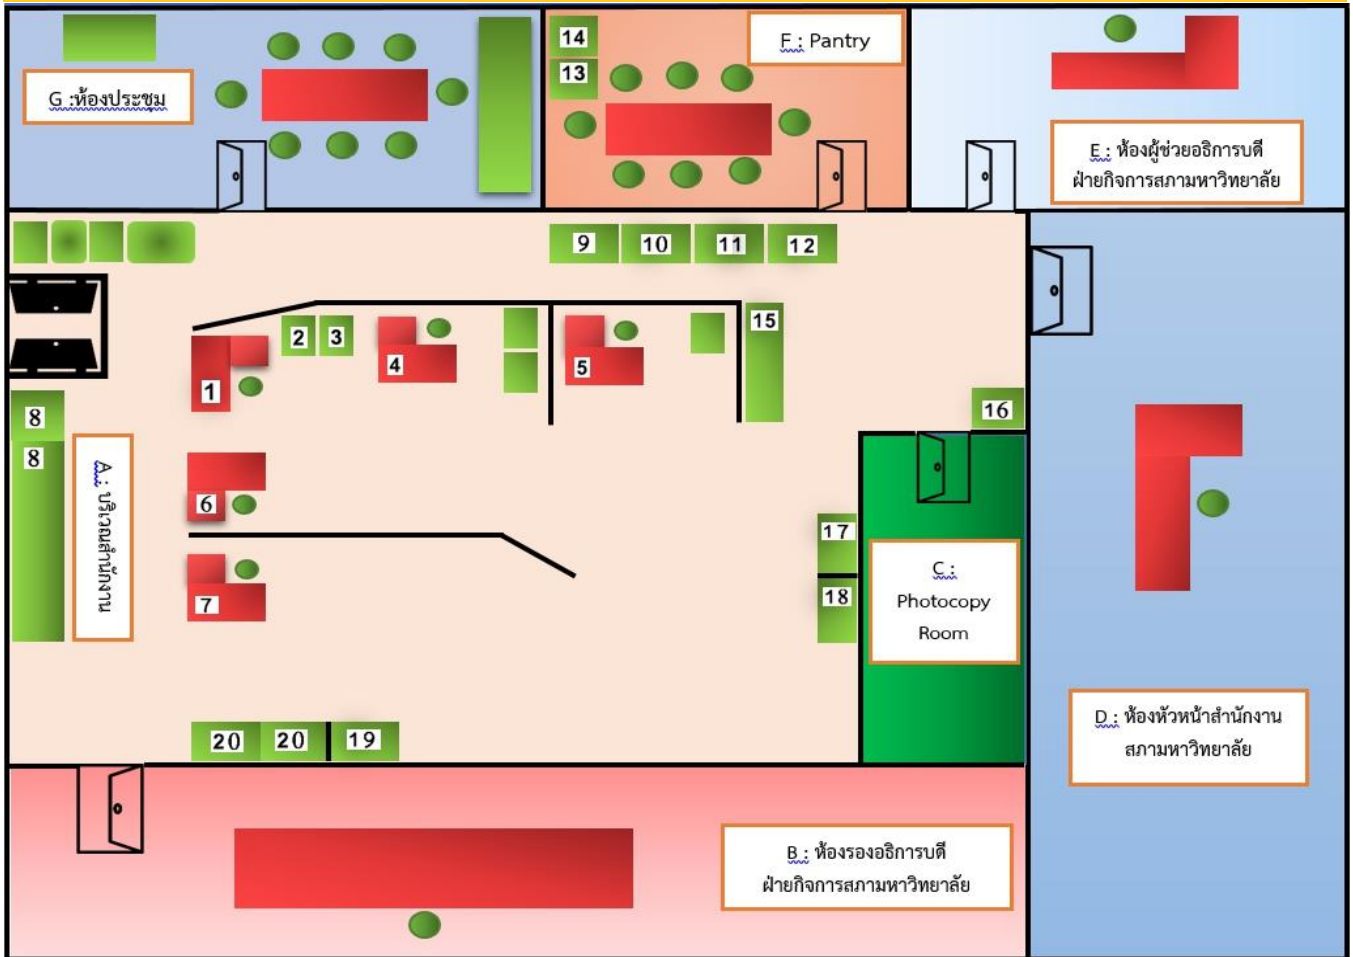 G :ห้องประชุม
14
13
F : Pantry
E : ห้องผู้ช่วยอธิการบดี
ฝ่ายกิจการสภามหาวิทยาลัย
9
10
11
12
1
2
3
4
5
15
16
8
8
A : บริเวณสำนักงาน
6
7
17
18
C :
Photocopy
Room
D : ห้องหัวหน้าสำนักงาน
สภามหาวิทยาลัย
20
20
19
B : ห้องรองอธิการบดี
ฝ่ายกิจการสภามหาวิทยาลัย